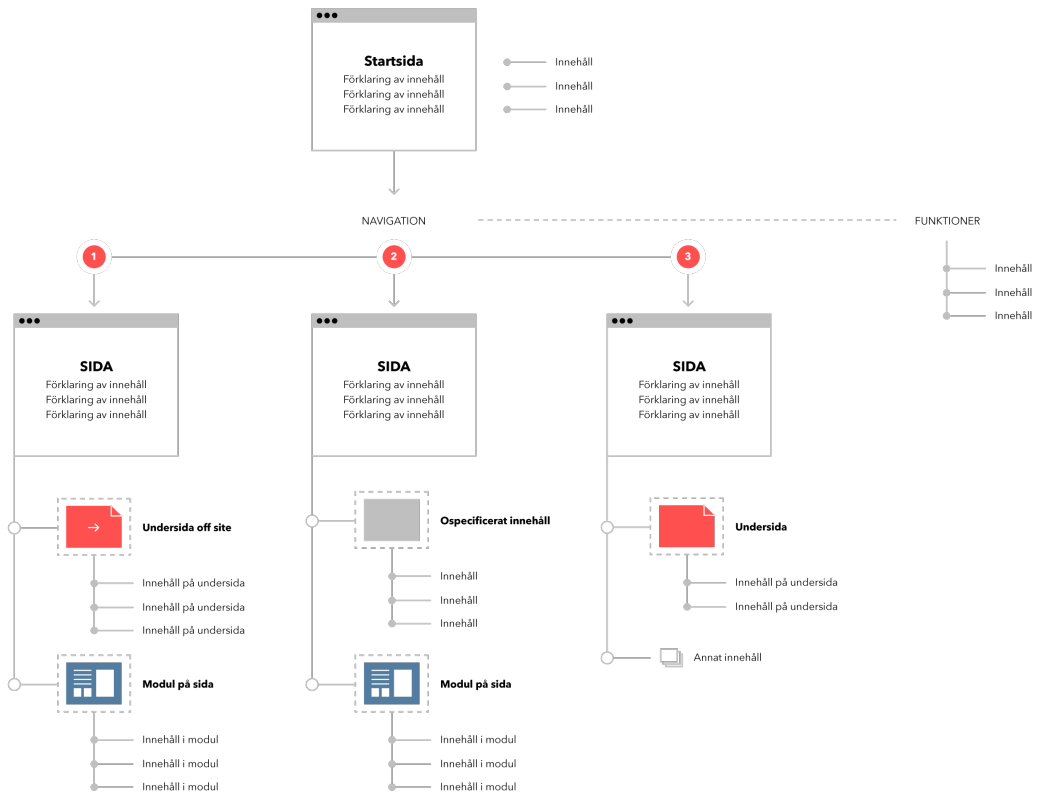 Startsida
Förklaring av innehåll
Förklaring av innehåll
Förklaring av innehåll
Innehåll
Innehåll
Innehåll
NAVIGATION
FUNKTIONER
Innehåll
Innehåll
Innehåll
1
2
3
SIDA
Förklaring av innehåll
Förklaring av innehåll
Förklaring av innehåll
Undersida off site
Innehåll på undersida
Innehåll på undersida
Innehåll på undersida
Modul på sida
Innehåll i modul
Innehåll i modul
Innehåll i modul
SIDA
Förklaring av innehåll
Förklaring av innehåll
Förklaring av innehåll
Ospecificerat innehåll
Innehåll
Innehåll
Innehåll
Modul på sida
Innehåll i modul
Innehåll i modul
Innehåll i modul
SIDA
Förklaring av innehåll
Förklaring av innehåll
Förklaring av innehåll
Undersida
Innehåll på undersida
Innehåll på undersida
Annat innehåll